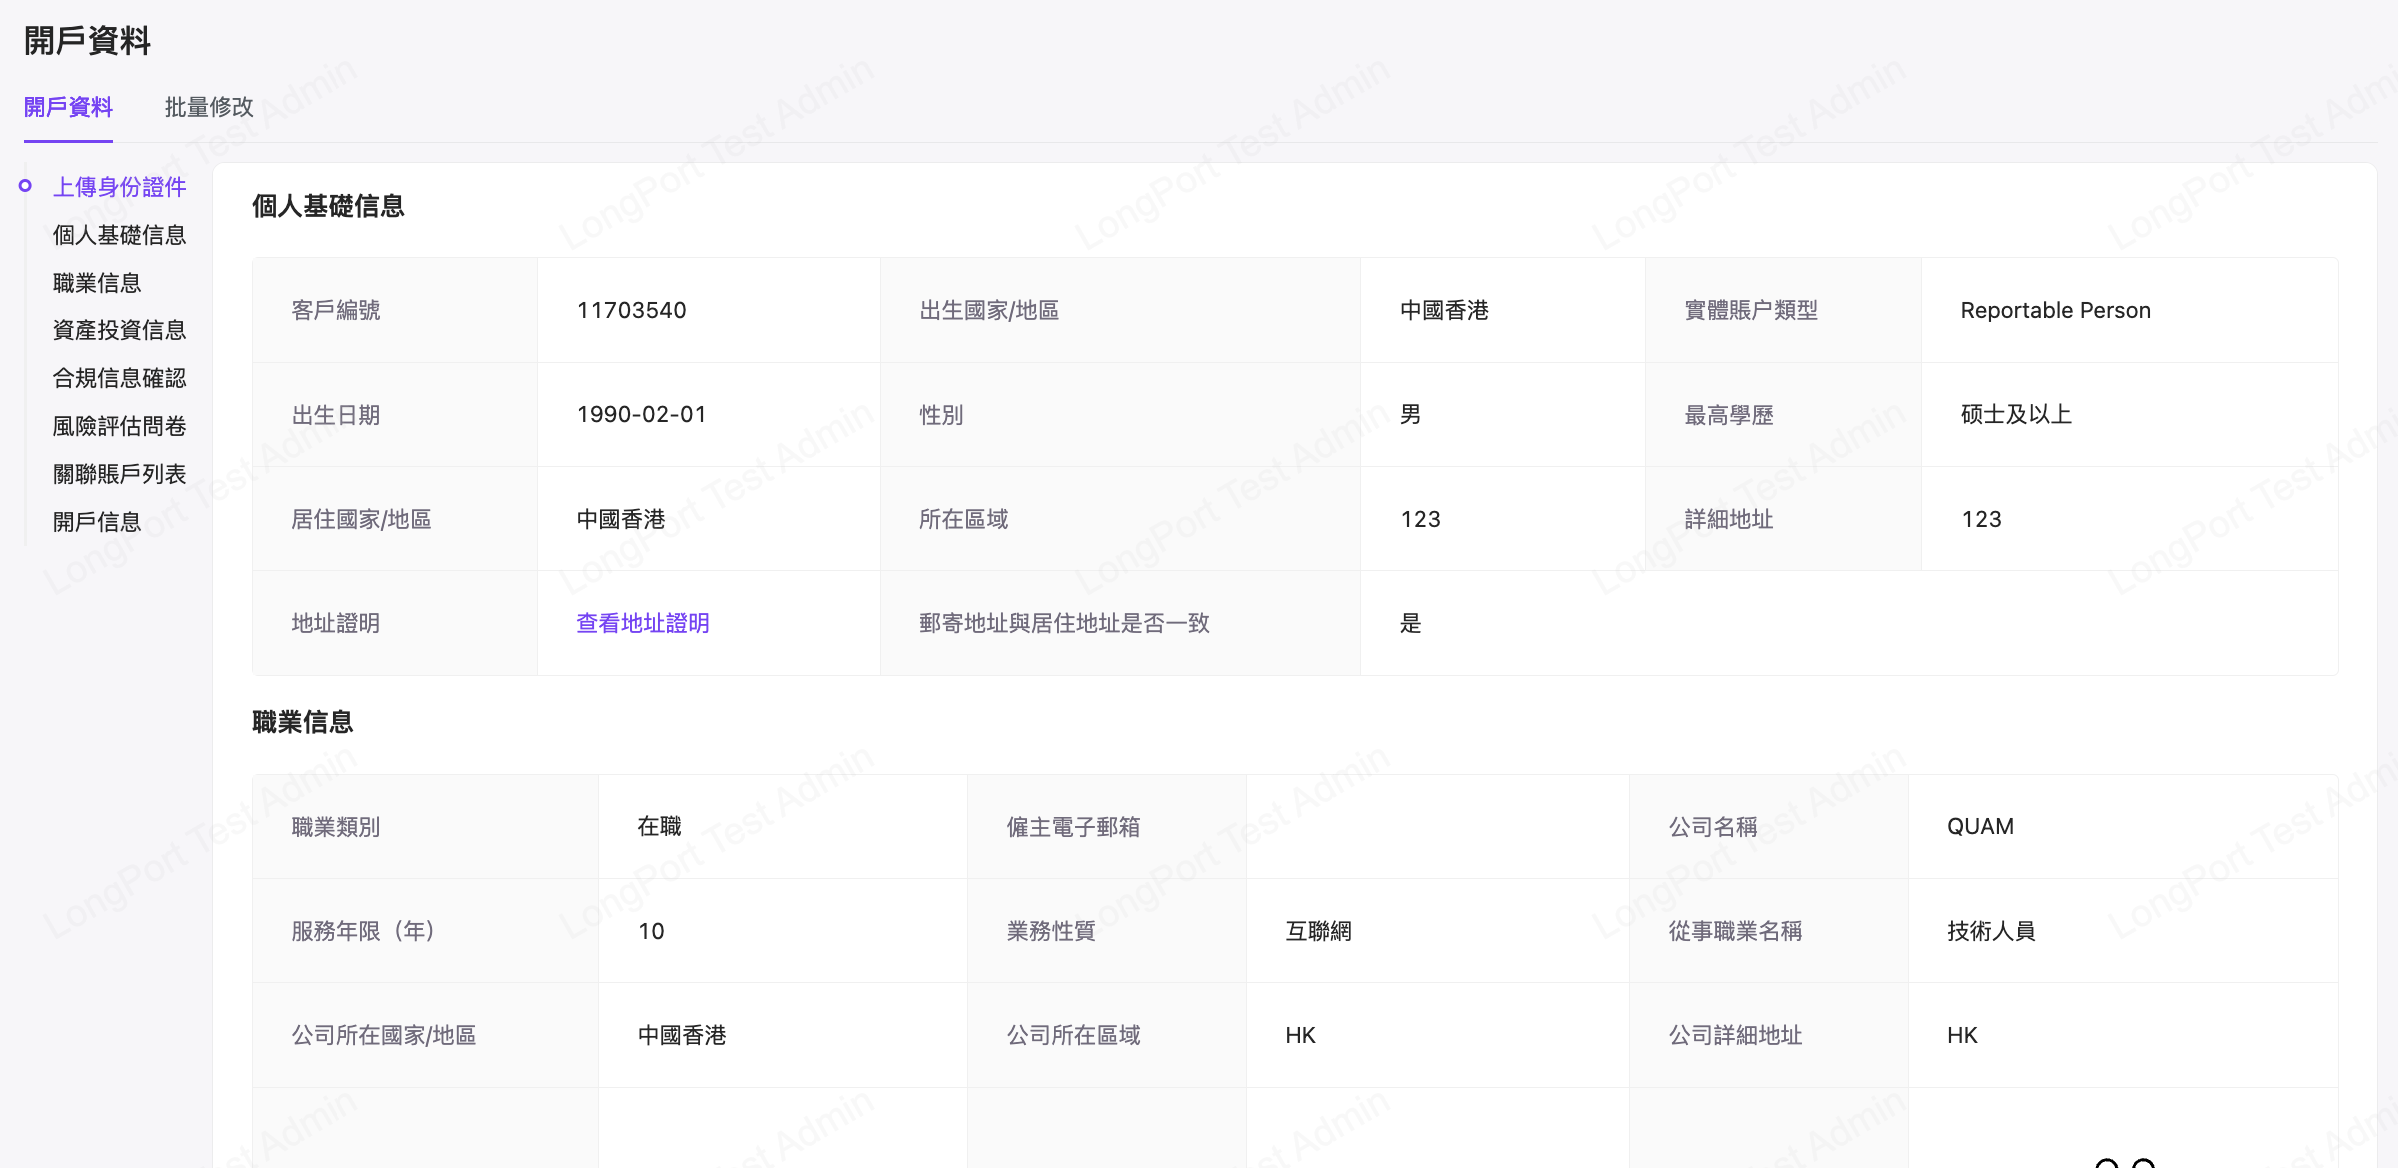 開戶資料
開戶資料 批量修改
上傳身份證件
個人基礎信息
職業信息
資產投資信息
合規信息確認
風險評估問卷
關聯賬戶列表
開戶信息
個人基礎信息
客戶編號 11703540 出生國家/地區 中國香港 實體賬户類型 Reportable Person
出生日期 1990-02-01 性別 男 最高學歷 硕士及以上
居住國家/地區 中國香港 所在區域 123 詳細地址 123
地址證明 查看地址證明 郵寄地址與居住地址是否一致 是
職業信息
職業類別 在職 僱主電子郵箱 公司名稱 QUAM
服務年限（年） 10 業務性質 互聯網 從事職業名稱 技術人員
公司所在國家/地區 中國香港 公司所在區域 HK 公司詳細地址 HK
LongPort Test Admin